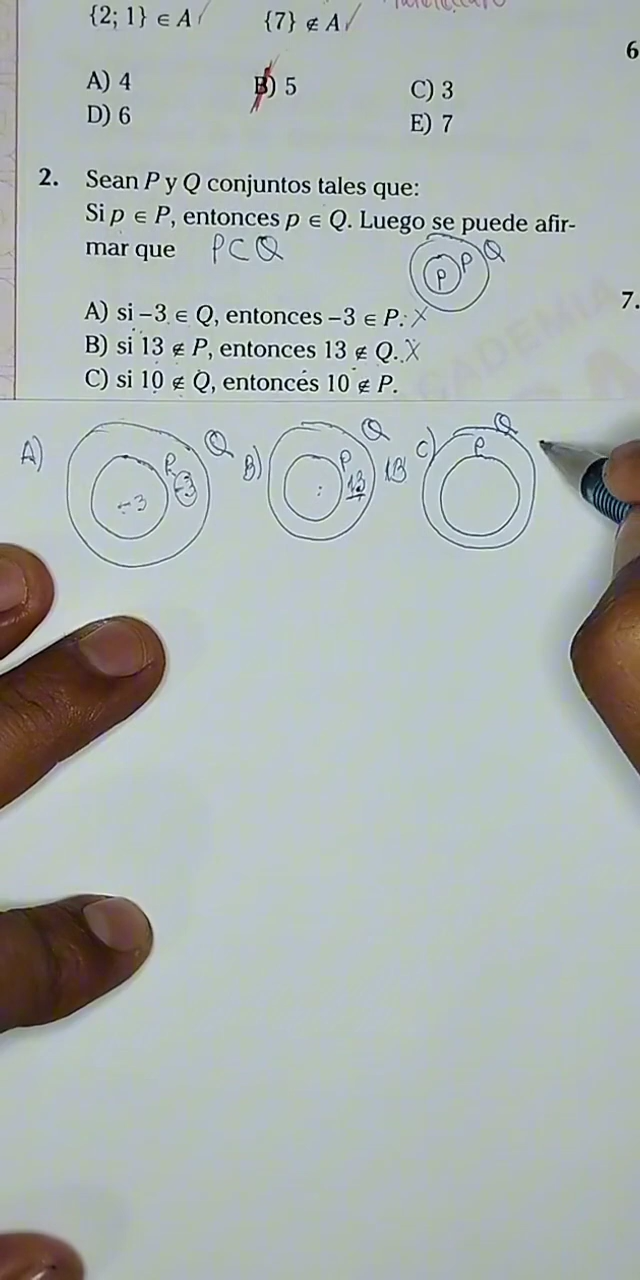 {2; 1} ∈ A {7} ∉ A
6
A) 4 B) 5 C) 3
D) 6 E) 7
2. Sean P y Q conjuntos tales que:
Si p ∈ P, entonces p ∈ Q. Luego se puede afir-
mar que P⊂Q
P P Q
7.
A) si –3 ∈ Q, entonces –3 ∈ P. X
B) si 13 ∉ P, entonces 13 ∉ Q. X
C) si 10 ∉ Q, entonces 10 ∉ P.
A) -3 P -3 Q B) P 13 Q 13 C) P Q